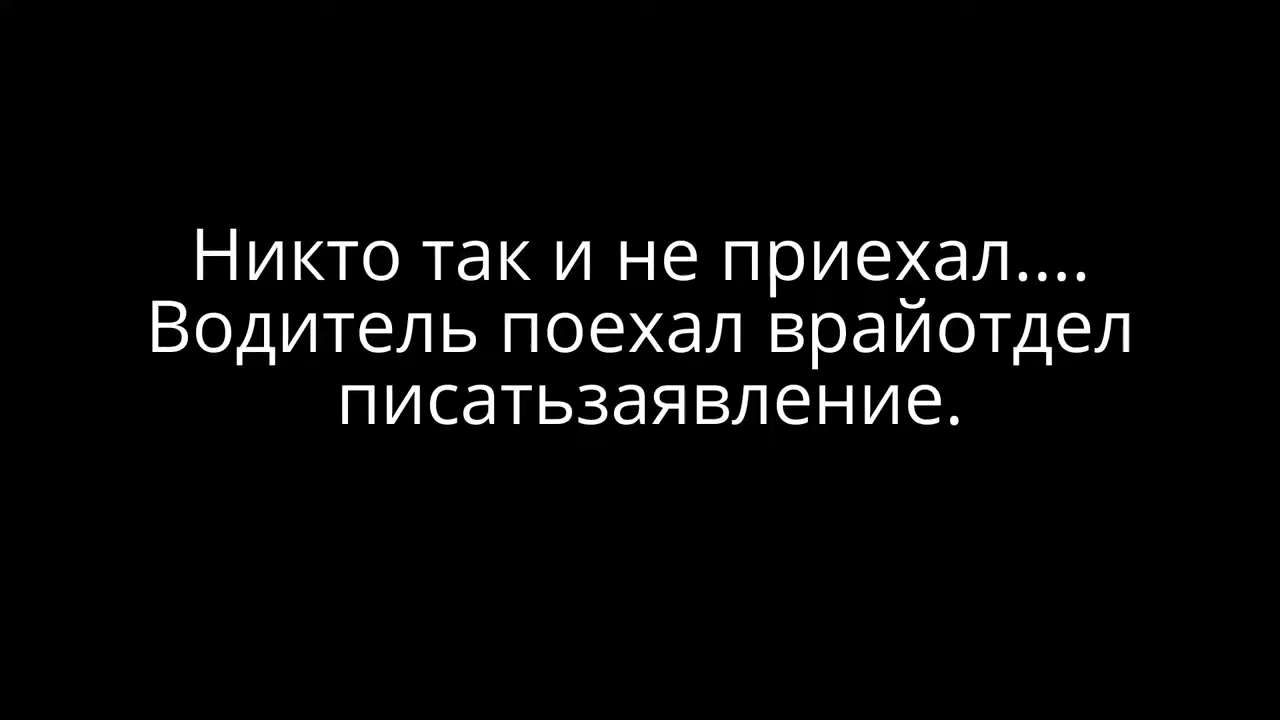 Никто так и не приехал....
Водитель поехал врайотдел
писатьзаявление.